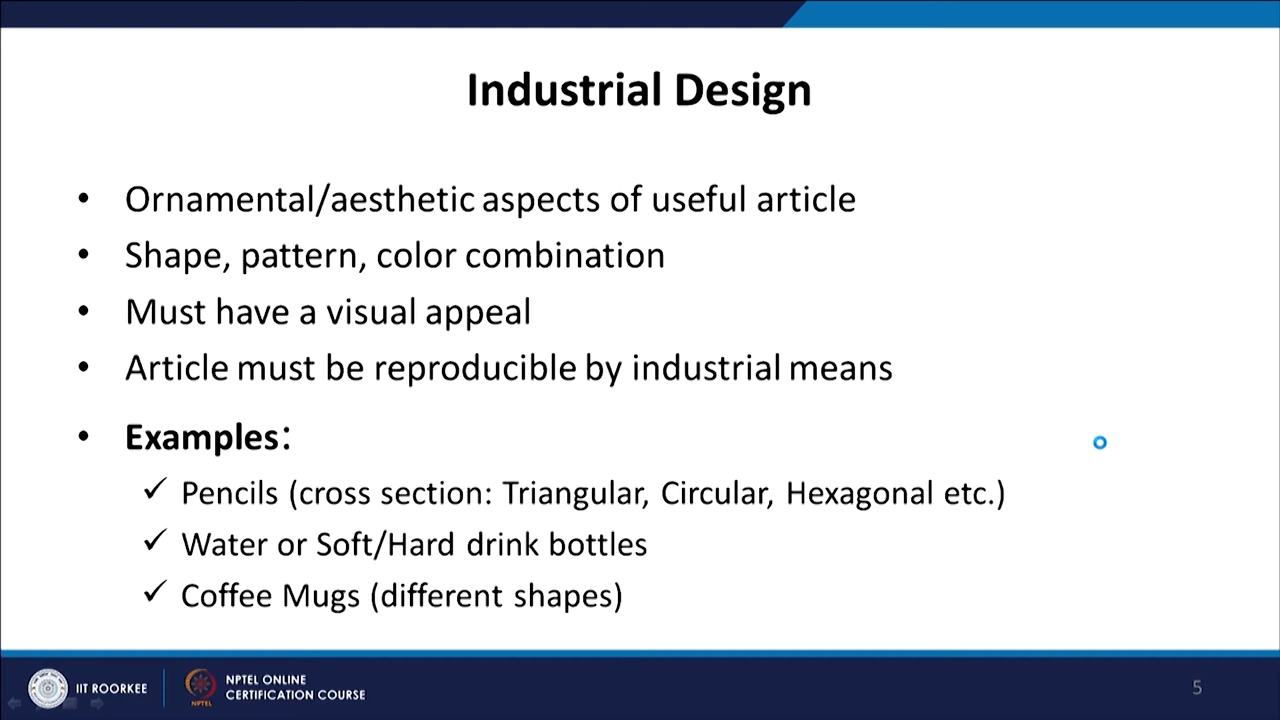 Industrial Design
• Ornamental/aesthetic aspects of useful article
• Shape, pattern, color combination
• Must have a visual appeal
• Article must be reproducible by industrial means
• Examples:
✓ Pencils (cross section: Triangular, Circular, Hexagonal etc.)
✓ Water or Soft/Hard drink bottles
✓ Coffee Mugs (different shapes)
IIT ROORKEE
NPTEL
NPTEL ONLINE
CERTIFICATION COURSE
5